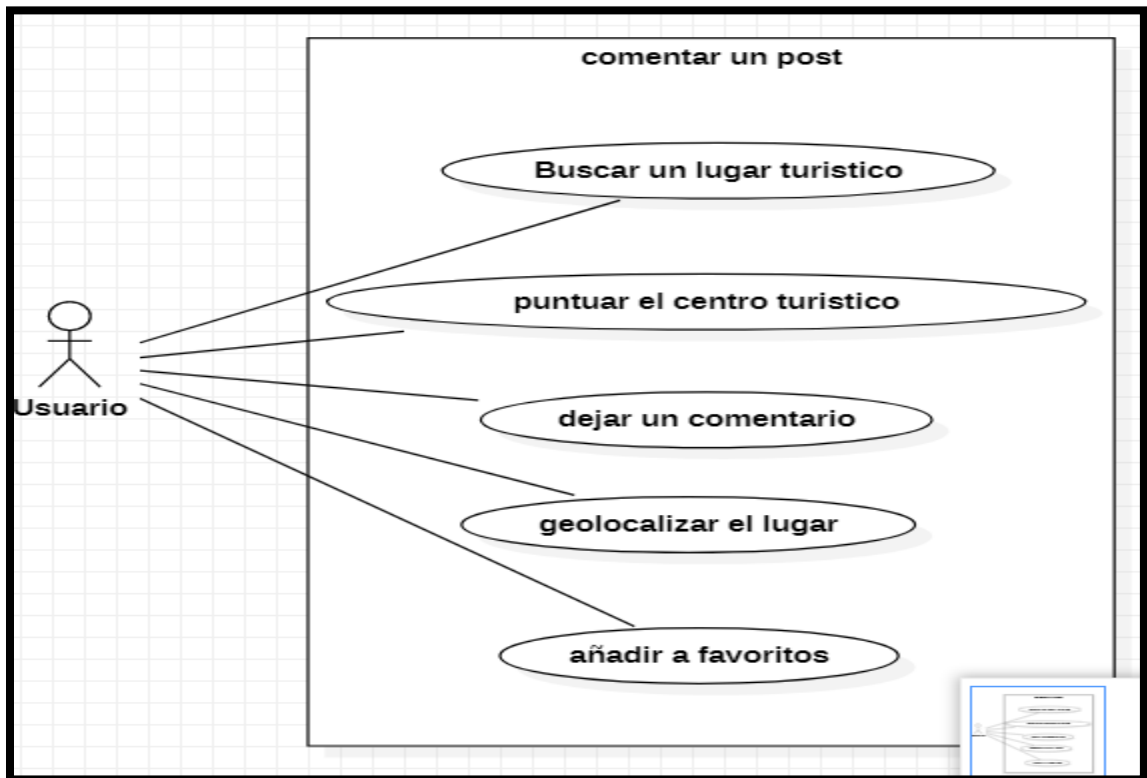 comentar un post
Buscar un lugar turistico
puntuar el centro turistico
Usuario
dejar un comentario
geolocalizar el lugar
añadir a favoritos